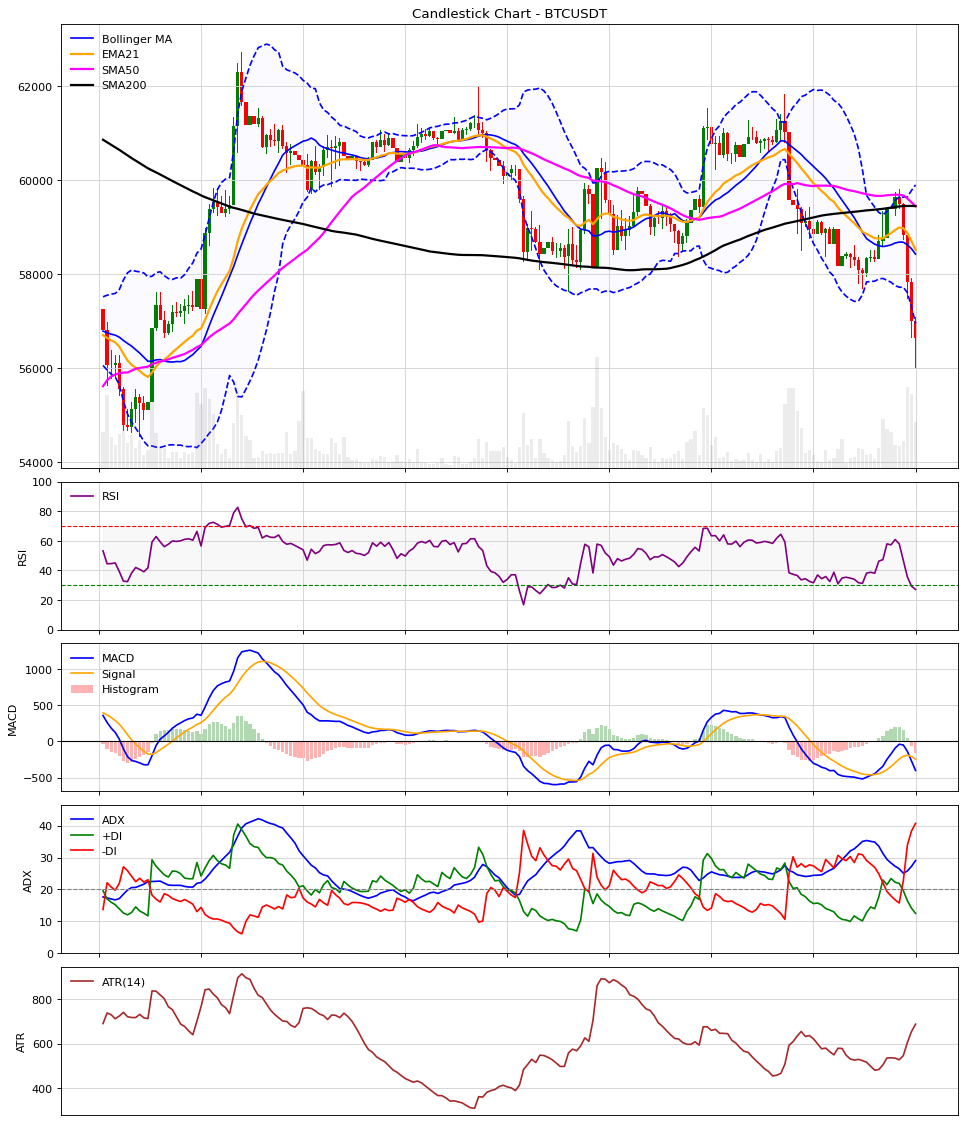 Candlestick Chart - BTCUSDT
Bollinger MA
EMA21
SMA50
SMA200
62000
60000
58000
56000
54000
RSI
RSI
100
80
60
40
20
0
MACD
MACD
Signal
Histogram
1000
500
0
−500
ADX
ADX
+DI
-DI
40
30
20
10
0
ATR
ATR(14)
800
600
400